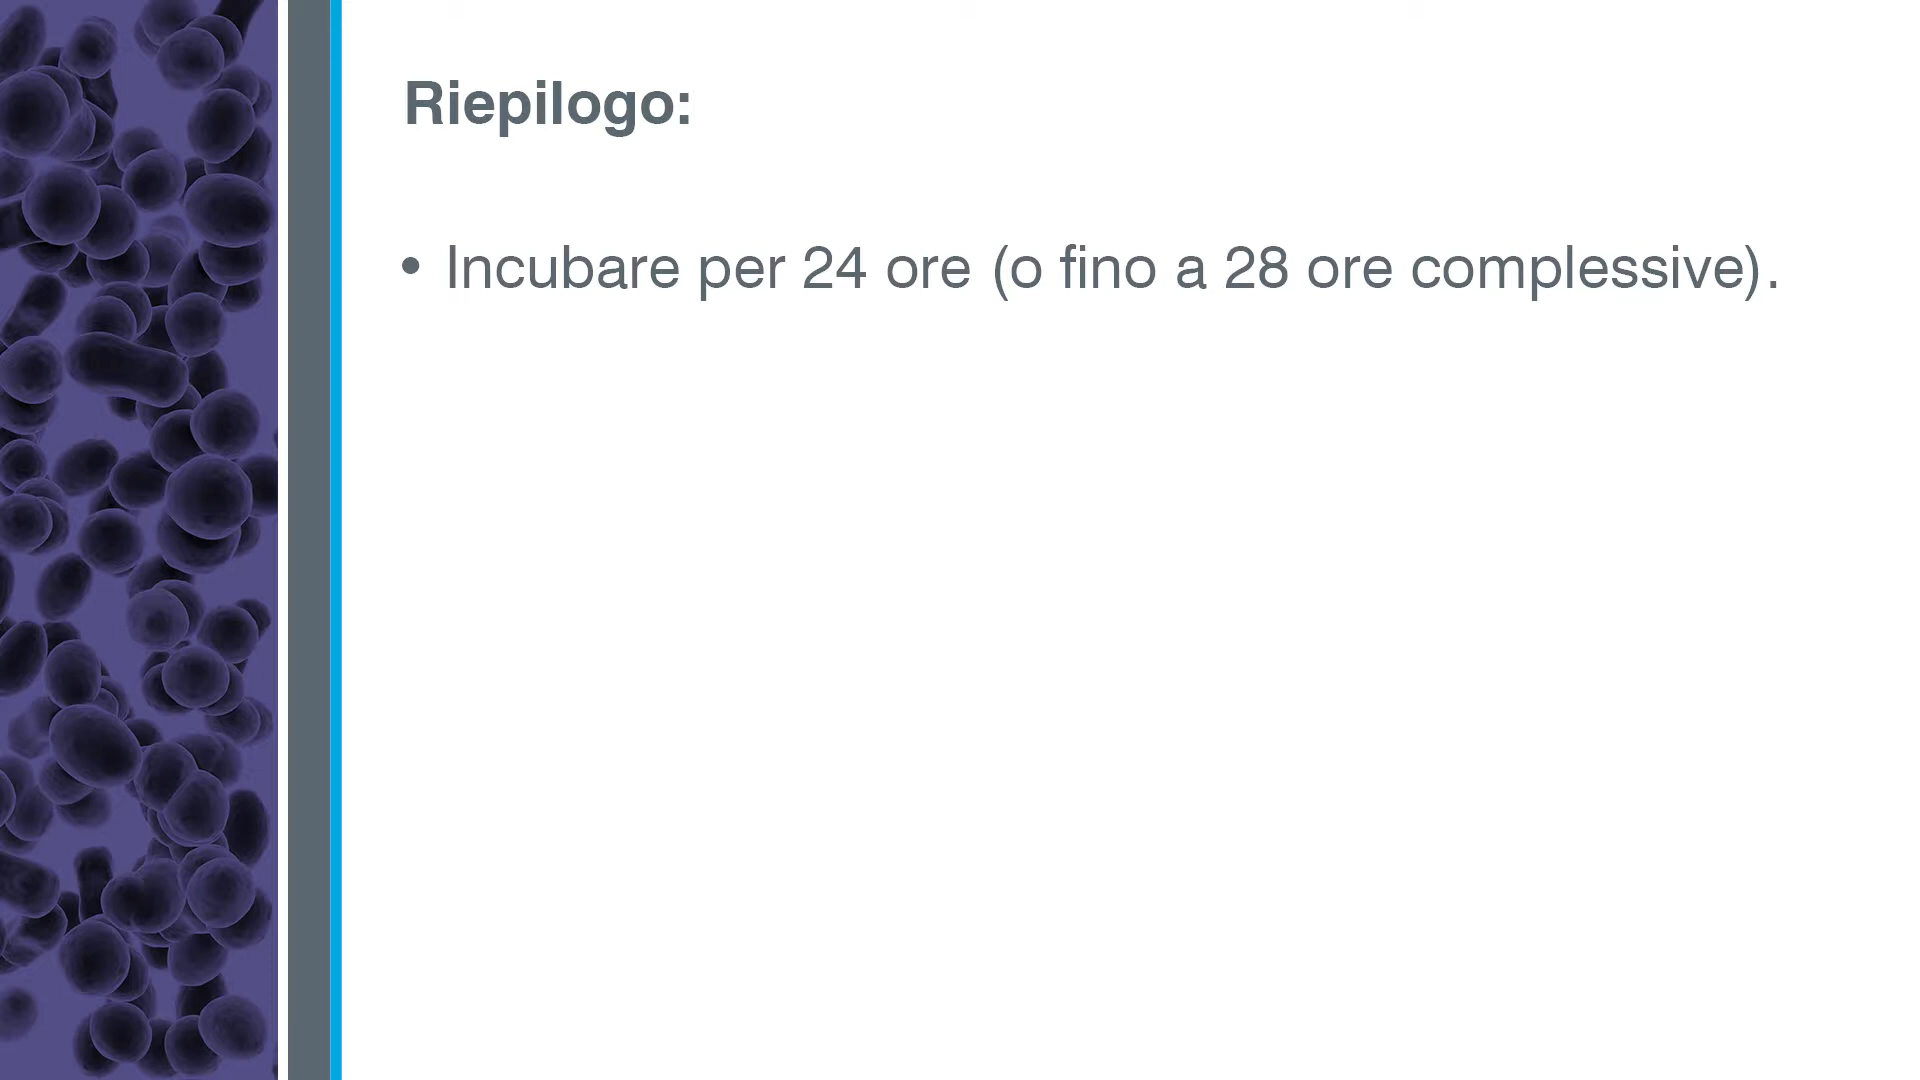 Riepilogo:
• Incubare per 24 ore (o fino a 28 ore complessive).